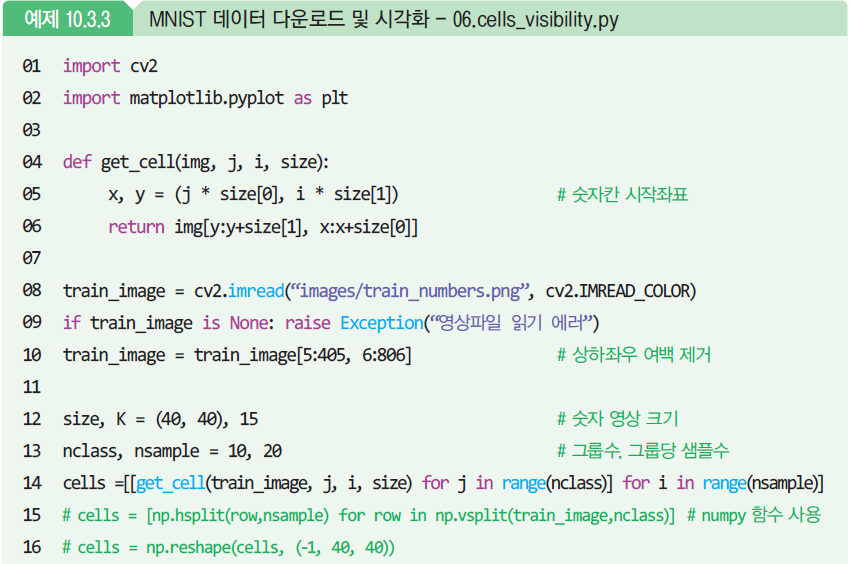 예제 10.3.3 MNIST 데이터 다운로드 및 시각화 - 06.cells_visibility.py
01 import cv2
02 import matplotlib.pyplot as plt
03
04 def get_cell(img, j, i, size):
05 x, y = (j * size[0], i * size[1]) # 숫자칸 시작좌표
06 return img[y:y+size[1], x:x+size[0]]
07
08 train_image = cv2.imread(“images/train_numbers.png”, cv2.IMREAD_COLOR)
09 if train_image is None: raise Exception(“영상파일 읽기 에러”)
10 train_image = train_image[5:405, 6:806] # 상하좌우 여백 제거
11
12 size, K = (40, 40), 15 # 숫자 영상 크기
13 nclass, nsample = 10, 20 # 그룹수, 그룹당 샘플수
14 cells =[[get_cell(train_image, j, i, size) for j in range(nclass)] for i in range(nsample)]
15 # cells = [np.hsplit(row,nsample) for row in np.vsplit(train_image,nclass)] # numpy 함수 사용
16 # cells = np.reshape(cells, (-1, 40, 40))